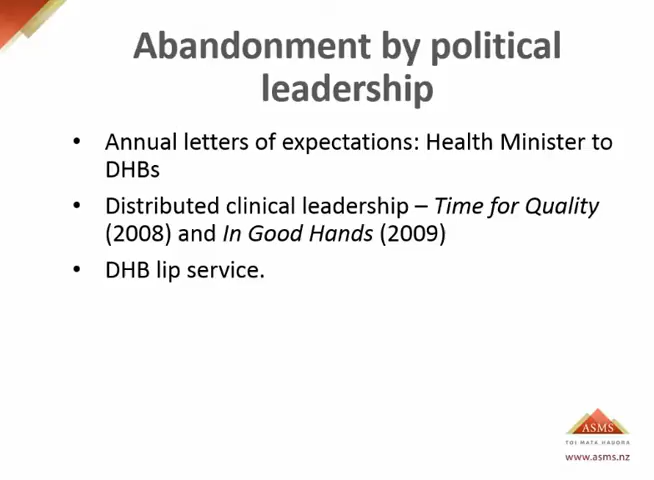 Abandonment by political
leadership
• Annual letters of expectations: Health Minister to
DHBs
• Distributed clinical leadership – Time for Quality
(2008) and In Good Hands (2009)
• DHB lip service.
ASMS
TOI MATA HAUORA
www.asms.nz